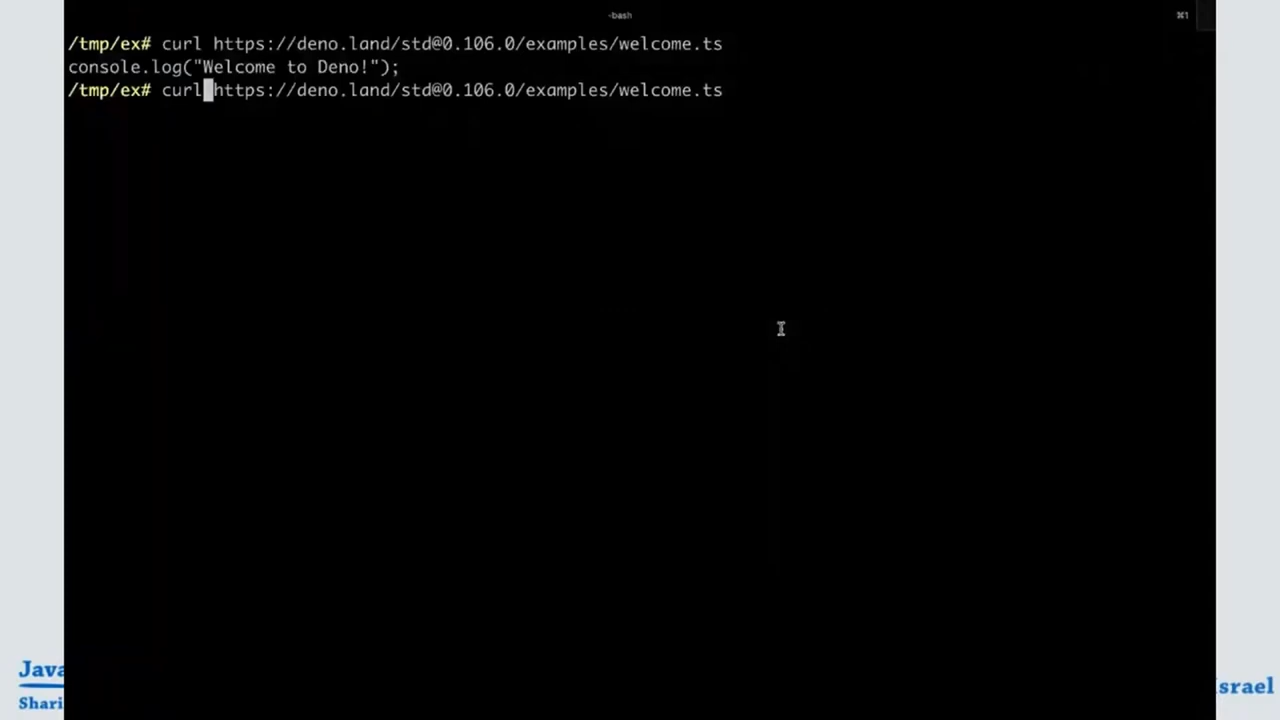 -bash
⌘1
/tmp/ex# curl https://deno.land/std@0.106.0/examples/welcome.ts
console.log("Welcome to Deno!");
/tmp/ex# curl https://deno.land/std@0.106.0/examples/welcome.ts
Java
Shari
srael